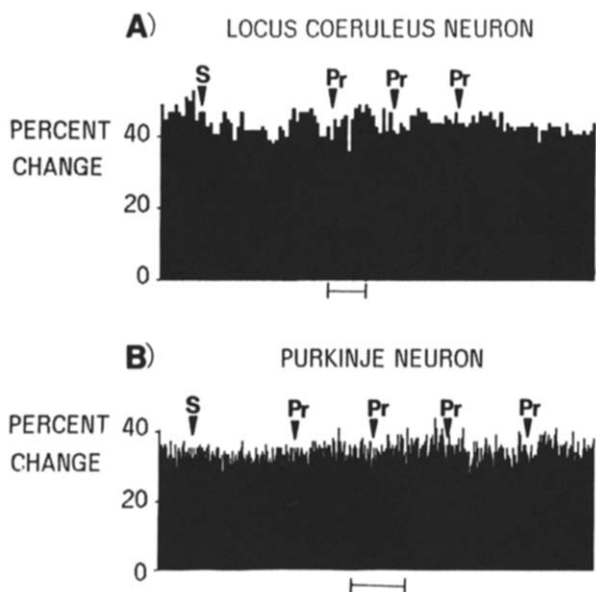 A) LOCUS COERULEUS NEURON
S Pr Pr Pr
PERCENT
CHANGE
40
20
0
B) PURKINJE NEURON
S Pr Pr Pr Pr
PERCENT
CHANGE
40
20
0